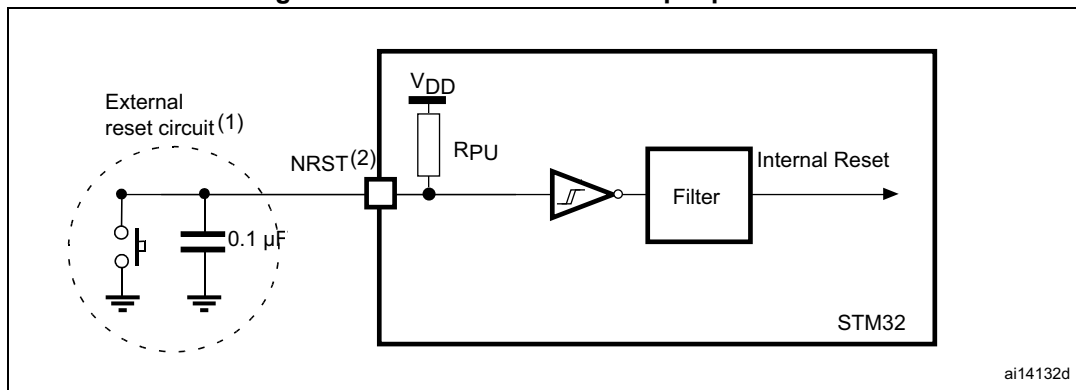 External
reset circuit(1)
VDD
NRST(2)
RPU
Internal Reset
Filter
0.1 µF
STM32
ai14132d